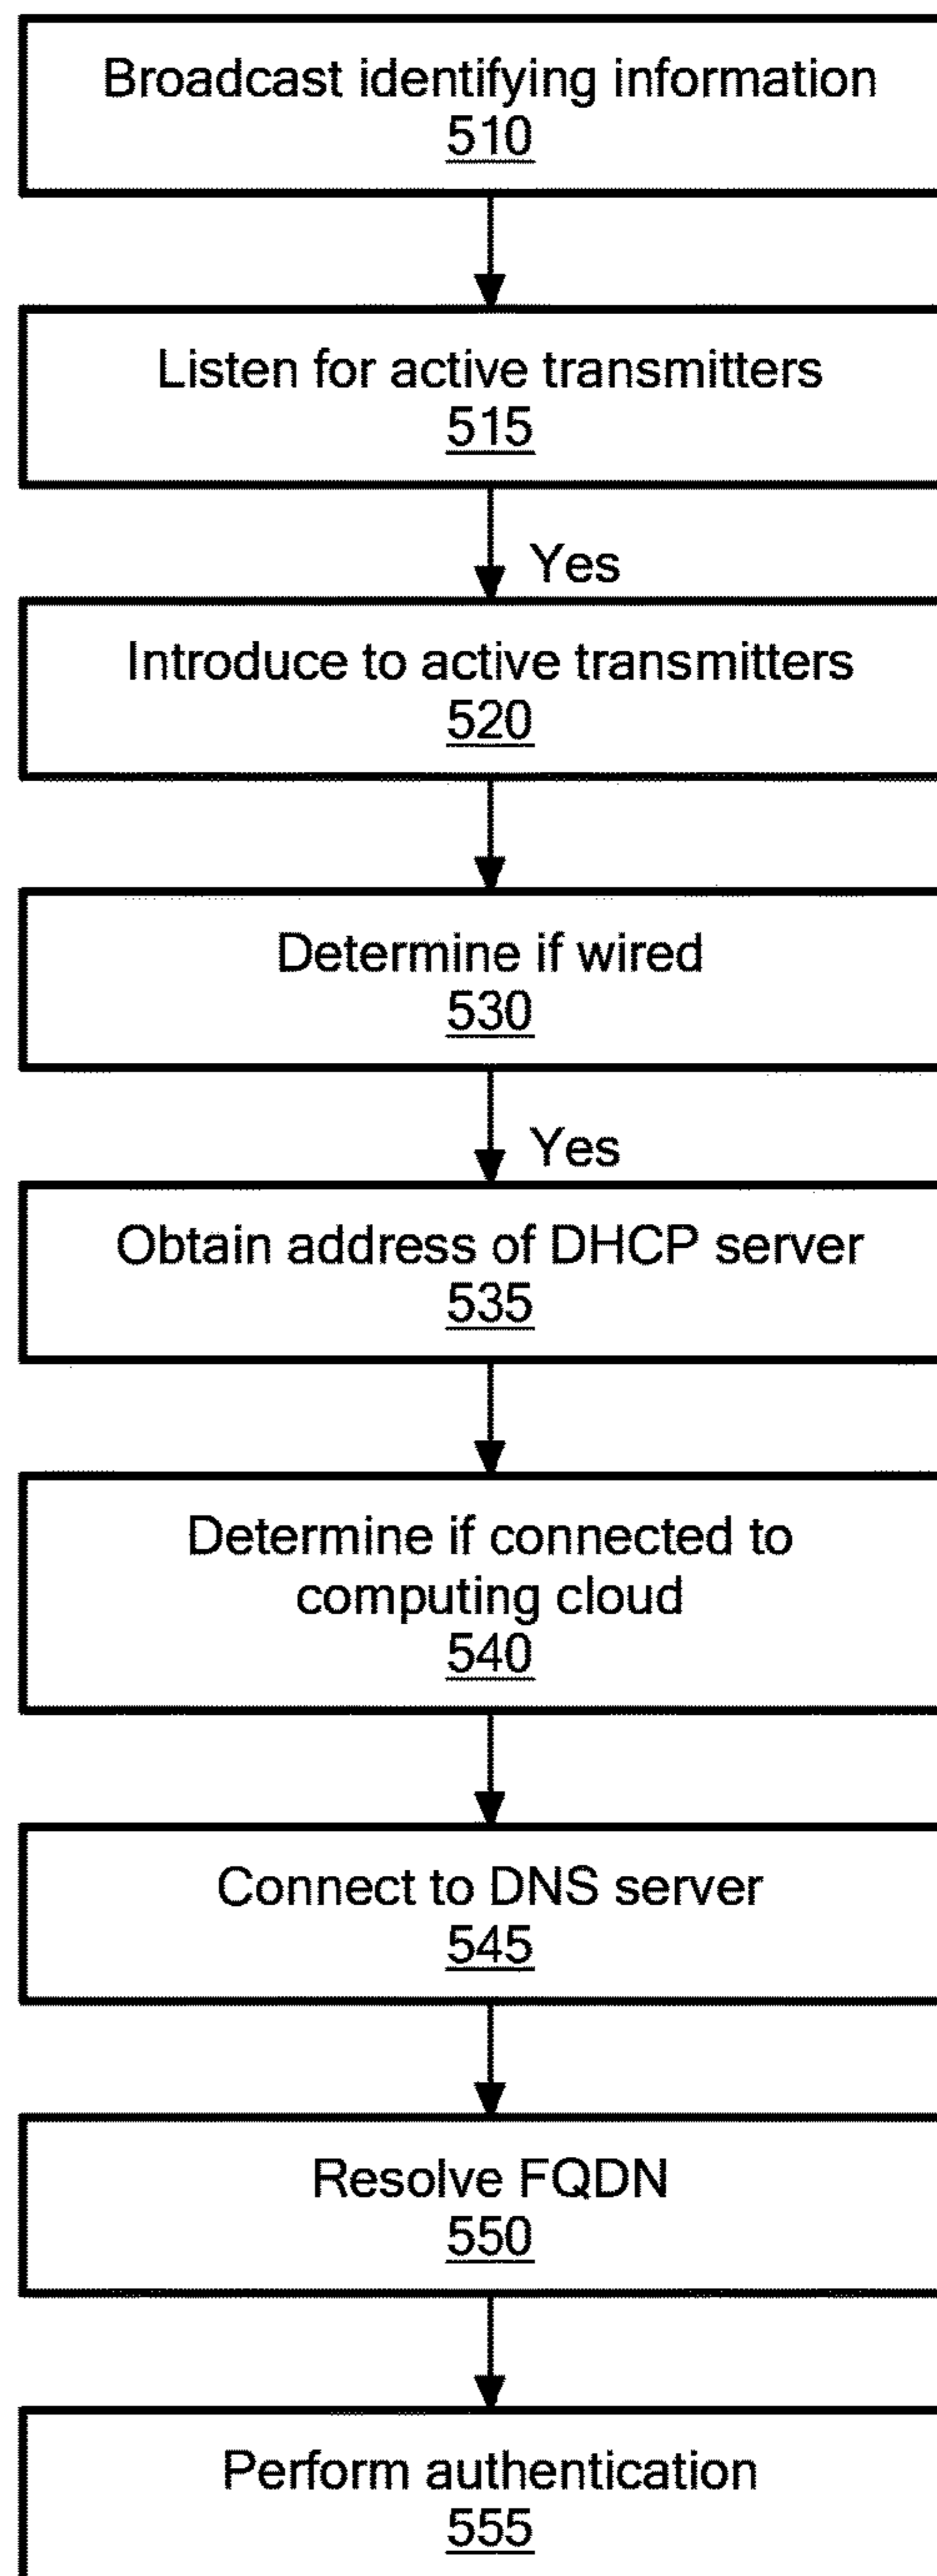 Broadcast identifying information
510
Listen for active transmitters
515
Yes
Introduce to active transmitters
520
Determine if wired
530
Yes
Obtain address of DHCP server
535
Determine if connected to
computing cloud
540
Connect to DNS server
545
Resolve FQDN
550
Perform authentication
555